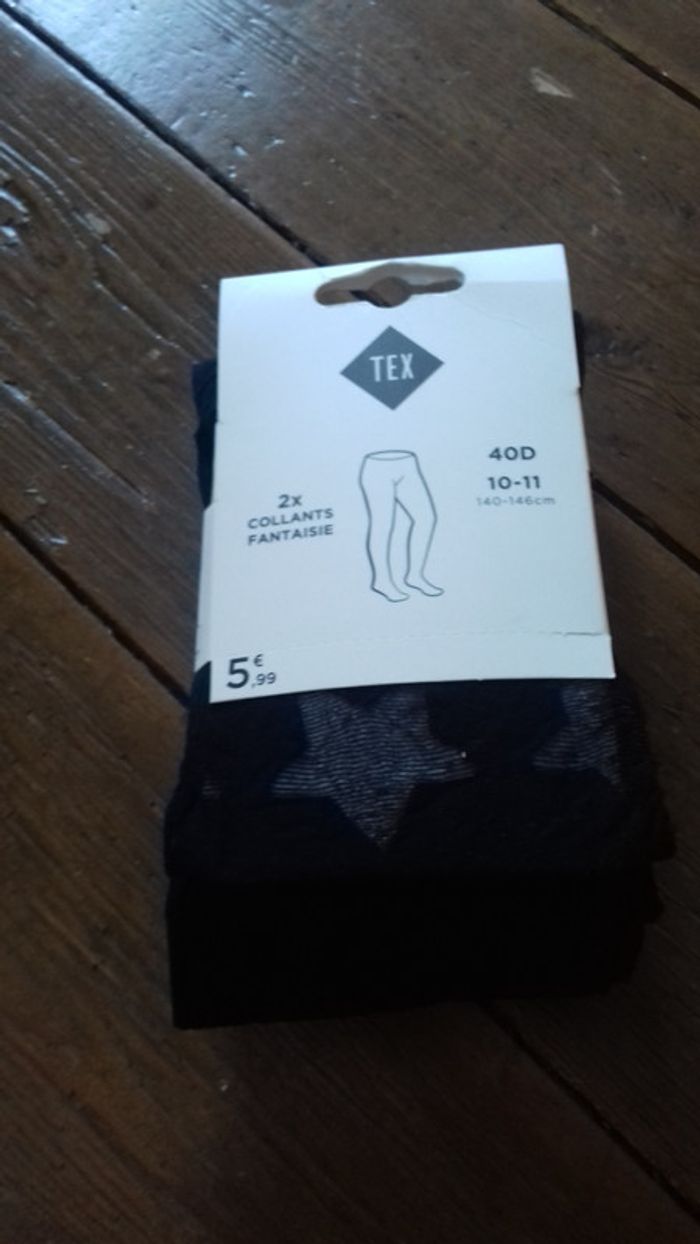 TEX
40D
10-11
140-146cm
2x
COLLANTS
FANTAISIE
5€,99